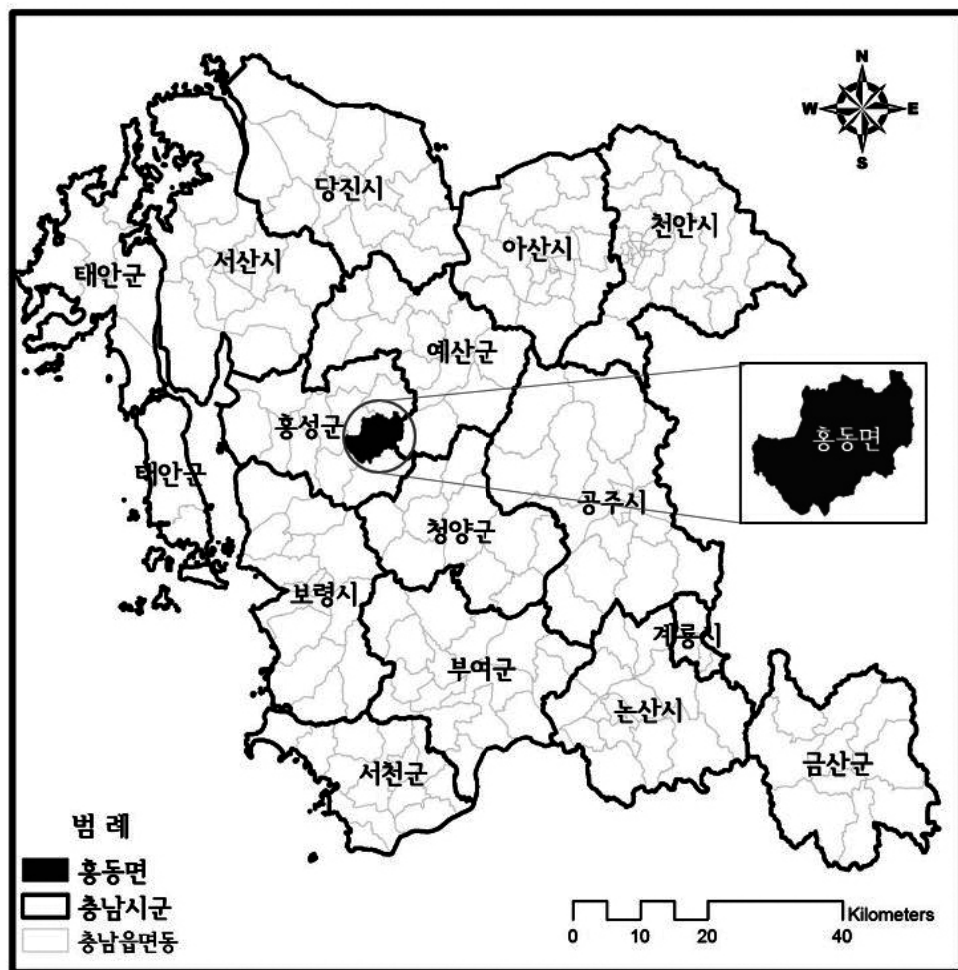 N
W E
S
당진시
천안시
아산시
서산시
태안군
예산군
홍성군
홍동면
태안군
공주시
청양군
보령시
계룡시
부여군
논산시
금산군
서천군
범 례
홍동면
충남시군
충남읍면동
Kilometers
0 10 20 40